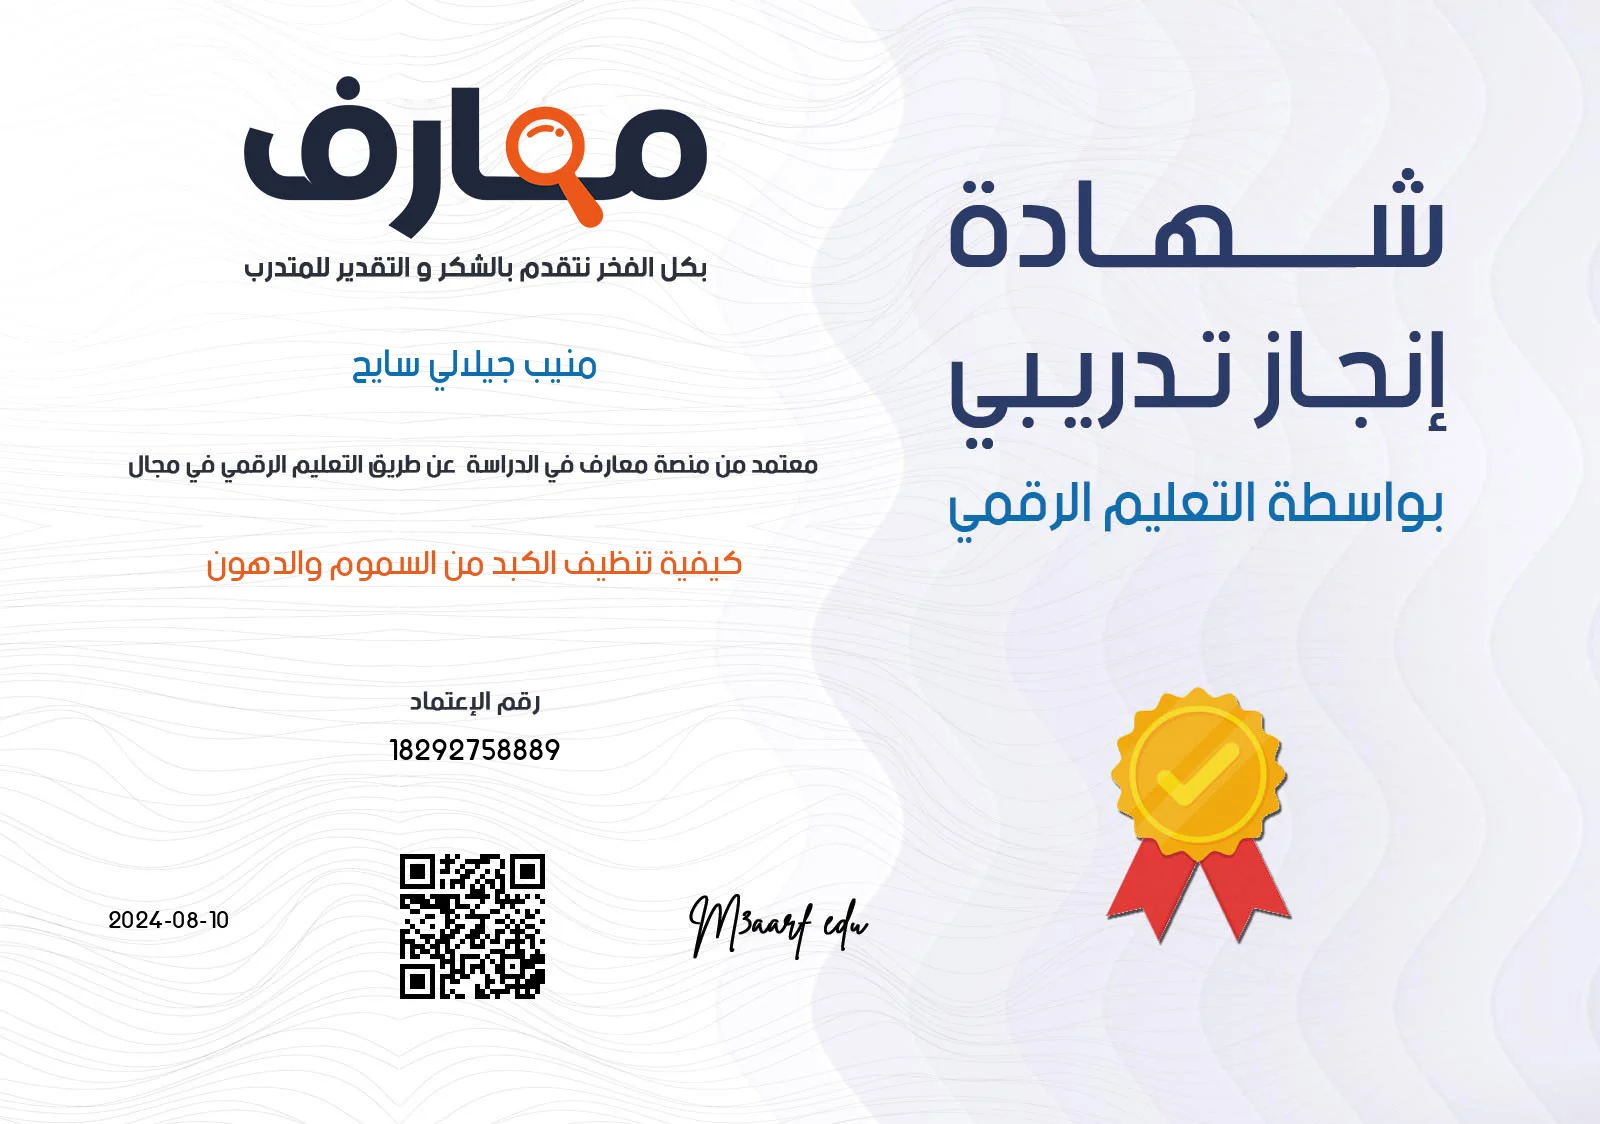 شهادة
إنجاز تدريبي
بواسطة التعليم الرقمي
معارف
بكل الفخر نتقدم بالشكر و التقدير للمتدرب
منيب جيلالي سايح
معتمد من منصة معارف في الدراسة عن طريق التعليم الرقمي في مجال
كيفية تنظيف الكبد من السموم والدهون
رقم الإعتماد
18292758889
M3aarf edu
2024-08-10